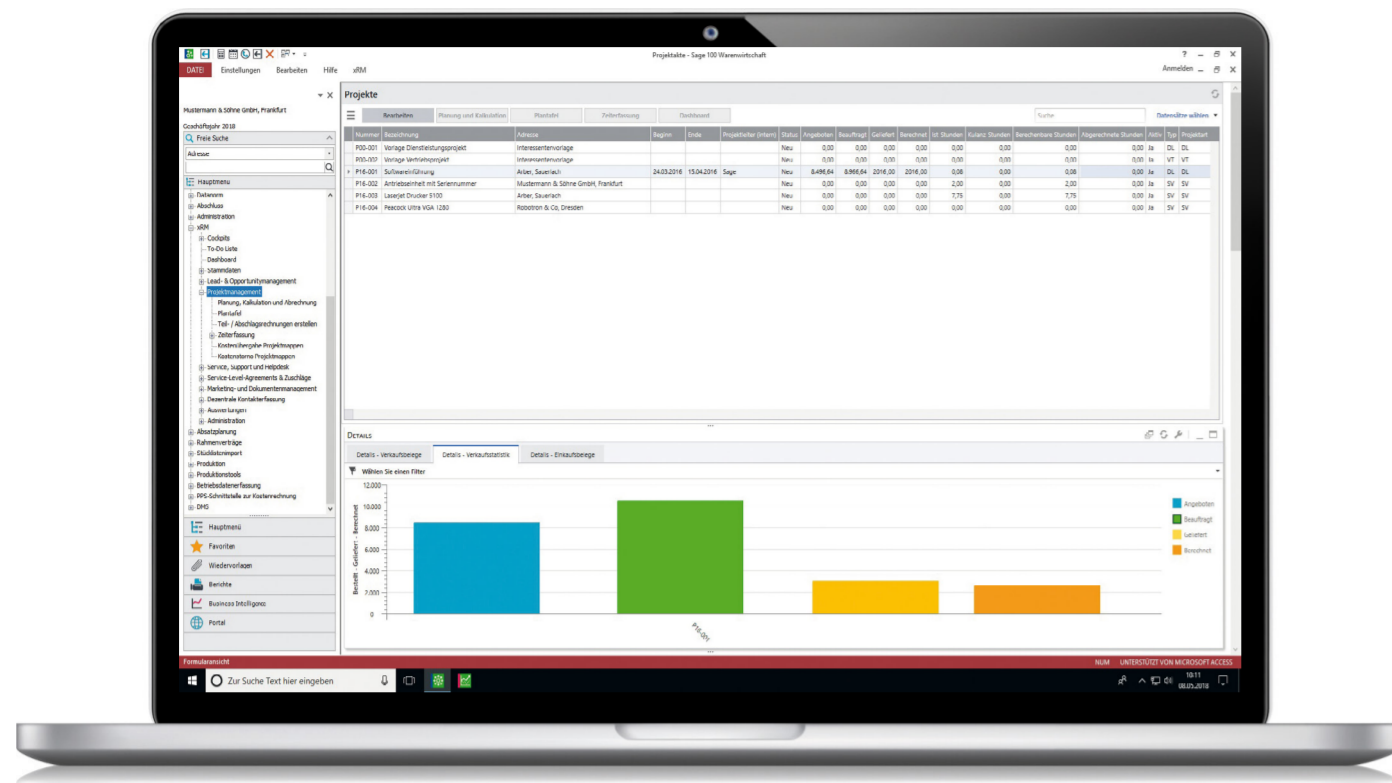 Projektakte - Sage 100 Warenwirtschaft
DATEI Einstellungen Bearbeiten Hilfe xRM Anmelden
Mustermann & Söhne GmbH, Frankfurt
Geschäftsjahr 2018
Freie Suche
Adresse
Hauptmenü
Datanorm
Abschluss
Administration
xRM
Cockpits
To-Do Liste
Dashboard
Stammdaten
Lead- & Opportunitymanagement
Projektmanagement
Planung, Kalkulation und Abrechnung
Plantafel
Teil- / Abschlagsrechnungen erstellen
Zeiterfassung
Kostenübergabe Projektmappen
Kostenstorno Projektmappen
Service, Support und Helpdesk
Service-Level-Agreements & Zuschläge
Marketing- und Dokumentenmanagement
Dezentrale Kontakterfassung
Auswertungen
Administration
Absatzplanung
Rahmenverträge
Stücklistenimport
Produktion
Produktionstools
Betriebsdatenerfassung
PPS-Schnittstelle zur Kostenrechnung
DMS
Hauptmenü
Favoriten
Wiedervorlagen
Berichte
Business Intelligence
Portal
Projekte
Bearbeiten Planung und Kalkulation Plantafel Zeiterfassung Dashboard Suche Datensätze wählen
Nummer Bezeichnung Adresse Beginn Ende Projektleiter (intern) Status Angeboten Beauftragt Geliefert Berechnet Ist Stunden Kulanz Stunden Berechenbare Stunden Abgerechnete Stunden Aktiv Typ Projektart
P00-001 Vorlage Dienstleistungsprojekt Interessentenvorlage Neu 0,00 0,00 0,00 0,00 0,00 0,00 0,00 0,00 Ja DL DL
P00-002 Vorlage Vertriebsprojekt Interessentenvorlage Neu 0,00 0,00 0,00 0,00 0,00 0,00 0,00 0,00 Ja VT VT
P16-001 Softwareinführung Arber, Sauerlach 24.03.2016 15.04.2016 Sage Neu 8.496,64 8.966,64 2016,00 2016,00 0,08 0,00 0,08 0,00 Ja DL DL
P16-002 Antriebseinheit mit Seriennummer Mustermann & Söhne GmbH, Frankfurt Neu 0,00 0,00 0,00 0,00 2,00 0,00 2,00 0,00 Ja SV SV
P16-003 Laserjet Drucker 5100 Arber, Sauerlach Neu 0,00 0,00 0,00 0,00 7,75 0,00 7,75 0,00 Ja SV SV
P16-004 Peacock Ultra VGA 1280 Robotron & Co, Dresden Neu 0,00 0,00 0,00 0,00 0,00 0,00 0,00 0,00 Ja SV SV
DETAILS
Details - Verkaufsbelege Details - Verkaufsstatistik Details - Einkaufsbelege
Wählen Sie einen Filter
Bestellt - Geliefert - Berechnet
12.000
10.000
8.000
6.000
4.000
2.000
0
P16-001
Angeboten
Beauftragt
Geliefert
Berechnet
Formularansicht NUM UNTERSTÜTZT VON MICROSOFT ACCESS
Zur Suche Text hier eingeben
10:11
08.05.2018